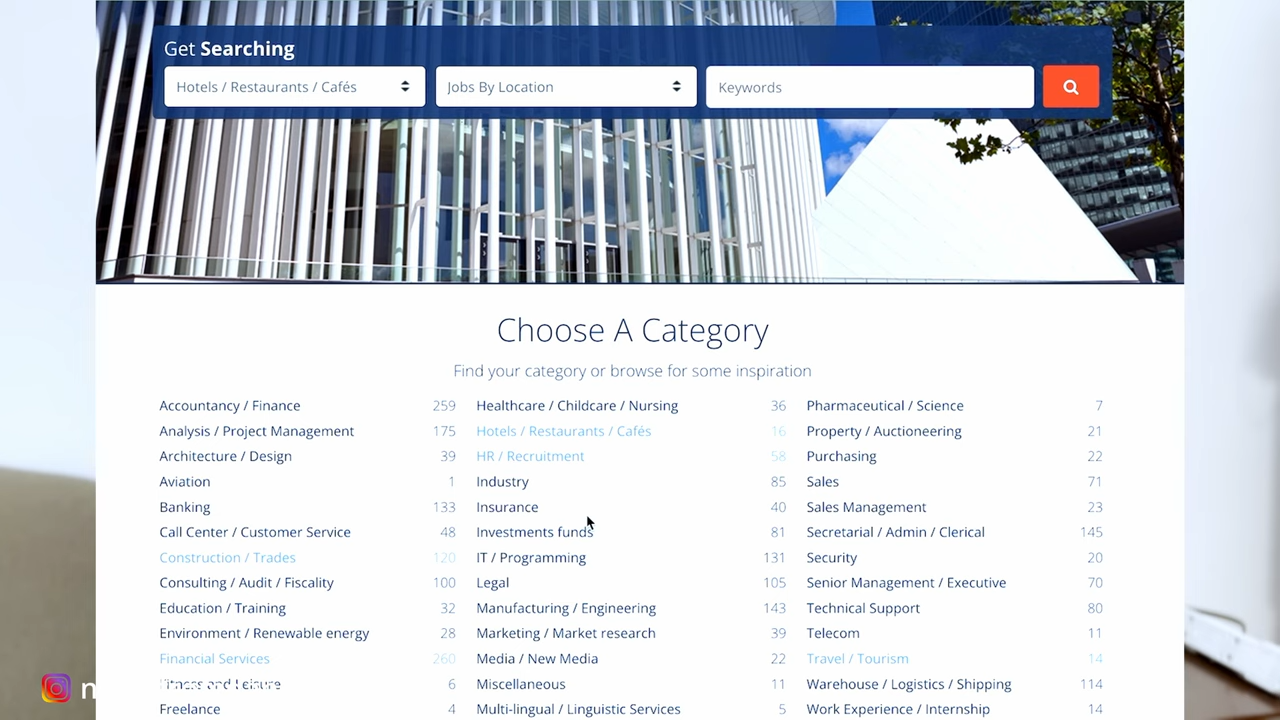 Get Searching
Hotels / Restaurants / Cafés
Jobs By Location
Keywords
Choose A Category
Find your category or browse for some inspiration
Accountancy / Finance 259
Analysis / Project Management 175
Architecture / Design 39
Aviation 1
Banking 133
Call Center / Customer Service 48
Construction / Trades 120
Consulting / Audit / Fiscality 100
Education / Training 32
Environment / Renewable energy 28
Financial Services 260
Fitness and Leisure 6
Freelance 4
Healthcare / Childcare / Nursing 36
Hotels / Restaurants / Cafés 16
HR / Recruitment 58
Industry 85
Insurance 40
Investments funds 81
IT / Programming 131
Legal 105
Manufacturing / Engineering 143
Marketing / Market research 39
Media / New Media 22
Miscellaneous 11
Multi-lingual / Linguistic Services 5
Pharmaceutical / Science 7
Property / Auctioneering 21
Purchasing 22
Sales 71
Sales Management 23
Secretarial / Admin / Clerical 145
Security 20
Senior Management / Executive 70
Technical Support 80
Telecom 11
Travel / Tourism 14
Warehouse / Logistics / Shipping 114
Work Experience / Internship 14